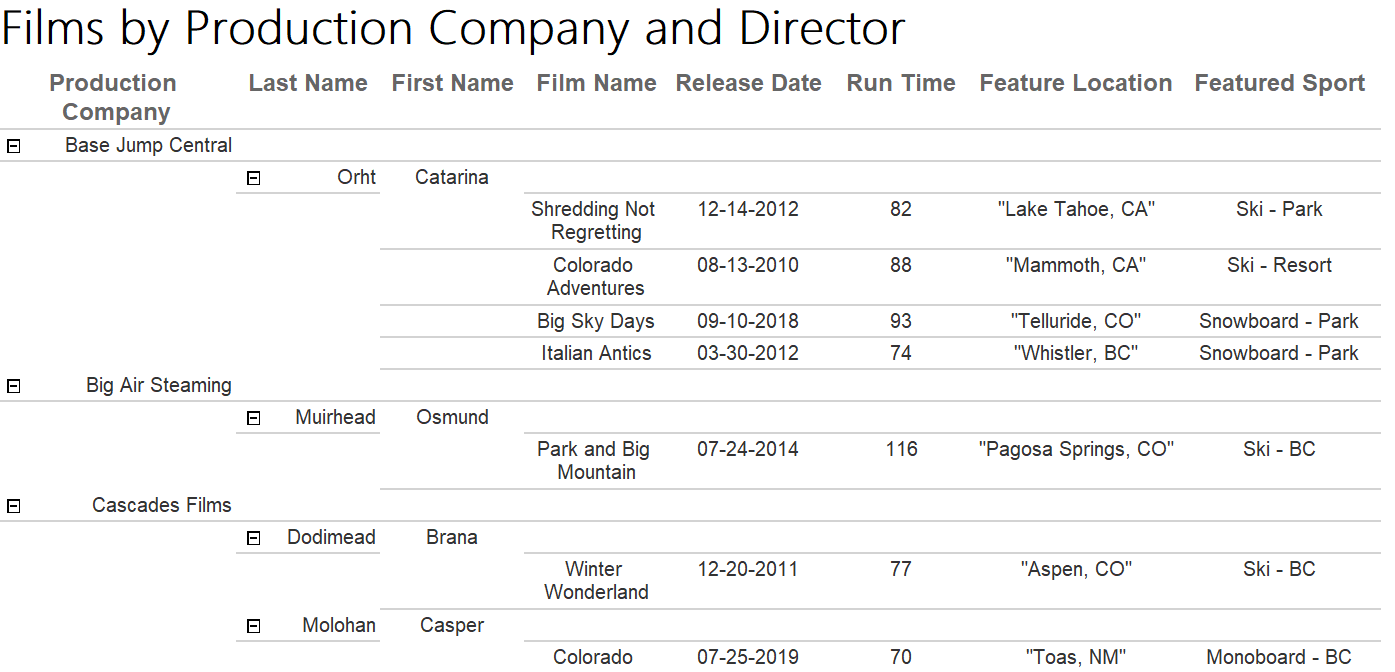 Films by Production Company and Director
Production Last Name First Name Film Name Release Date Run Time Feature Location Featured Sport
Company
Base Jump Central
Orht Catarina
Shredding Not 12-14-2012 82 "Lake Tahoe, CA" Ski - Park
Regretting
Colorado 08-13-2010 88 "Mammoth, CA" Ski - Resort
Adventures
Big Sky Days 09-10-2018 93 "Telluride, CO" Snowboard - Park
Italian Antics 03-30-2012 74 "Whistler, BC" Snowboard - Park
Big Air Steaming
Muirhead Osmund
Park and Big 07-24-2014 116 "Pagosa Springs, CO" Ski - BC
Mountain
Cascades Films
Dodimead Brana
Winter 12-20-2011 77 "Aspen, CO" Ski - BC
Wonderland
Molohan Casper
Colorado 07-25-2019 70 "Toas, NM" Monoboard - BC